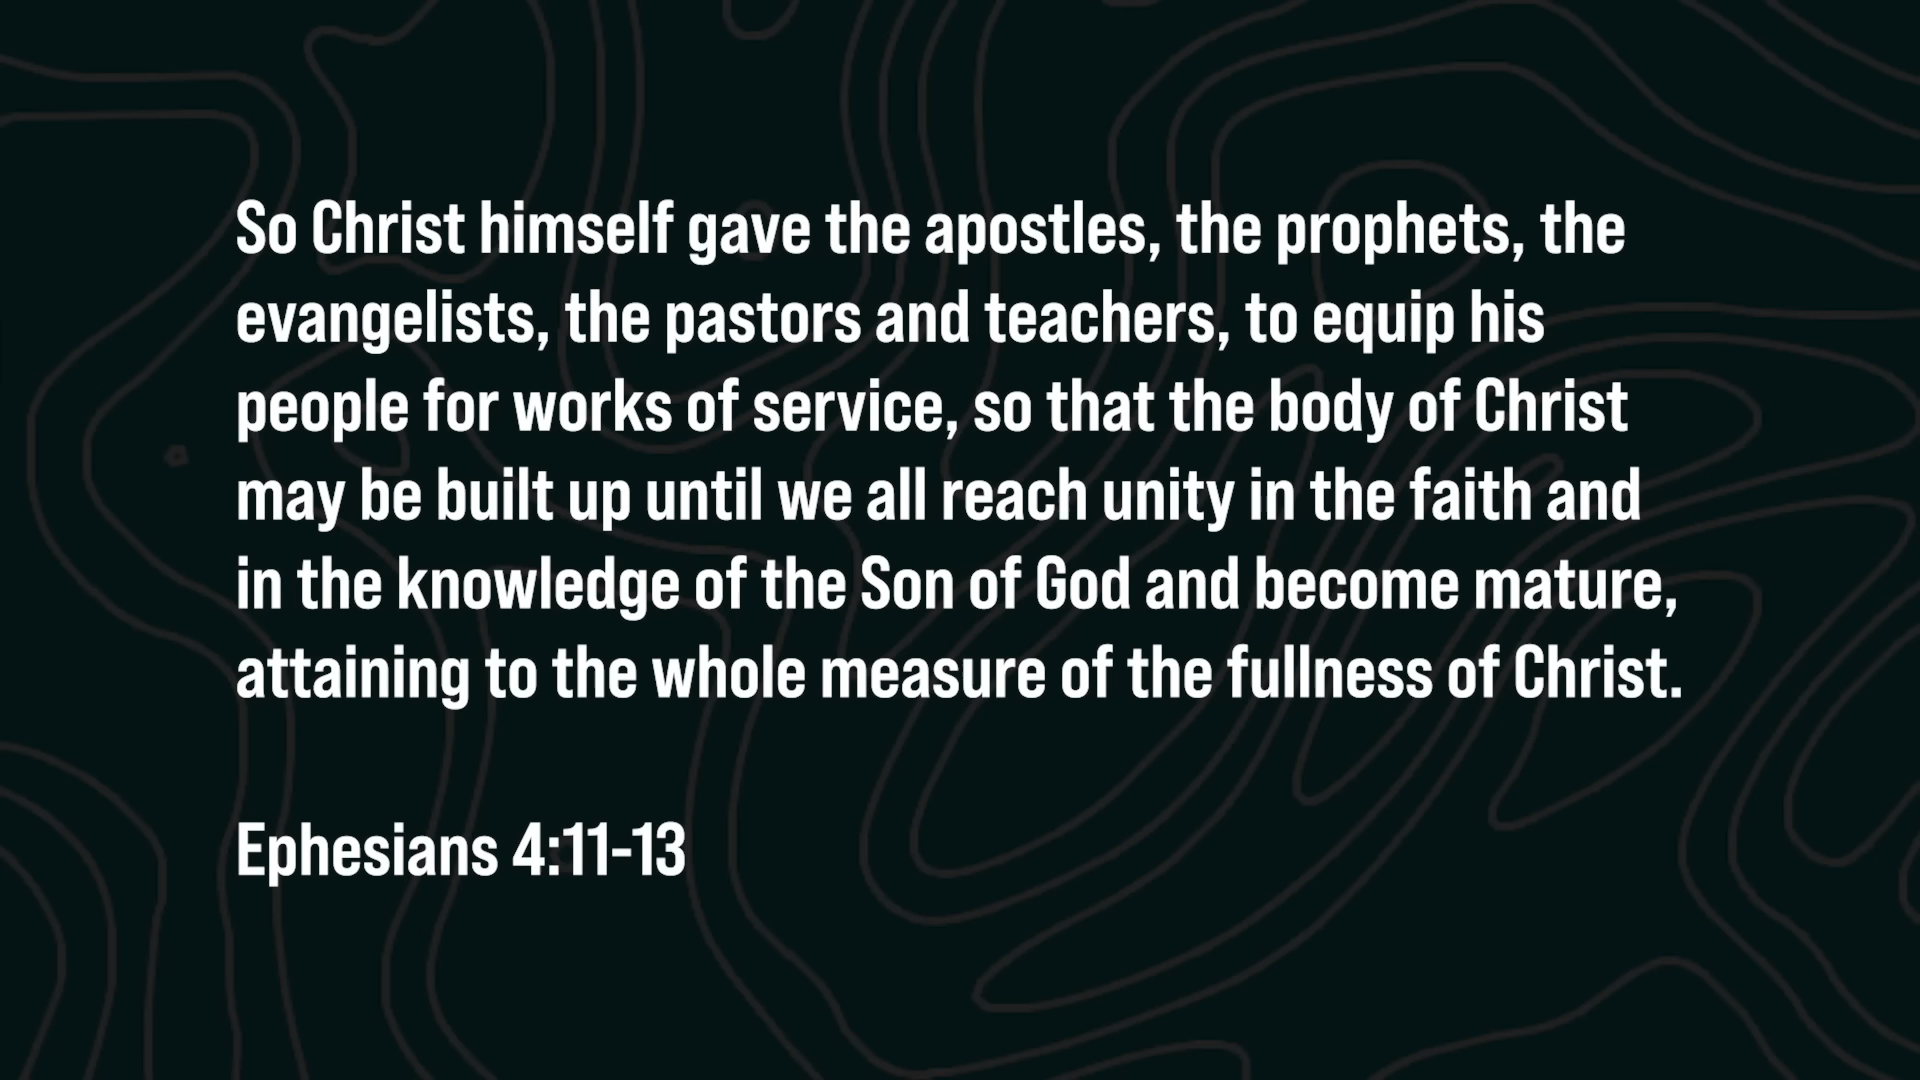 So Christ himself gave the apostles, the prophets, the
evangelists, the pastors and teachers, to equip his
people for works of service, so that the body of Christ
may be built up until we all reach unity in the faith and
in the knowledge of the Son of God and become mature,
attaining to the whole measure of the fullness of Christ.
Ephesians 4:11-13